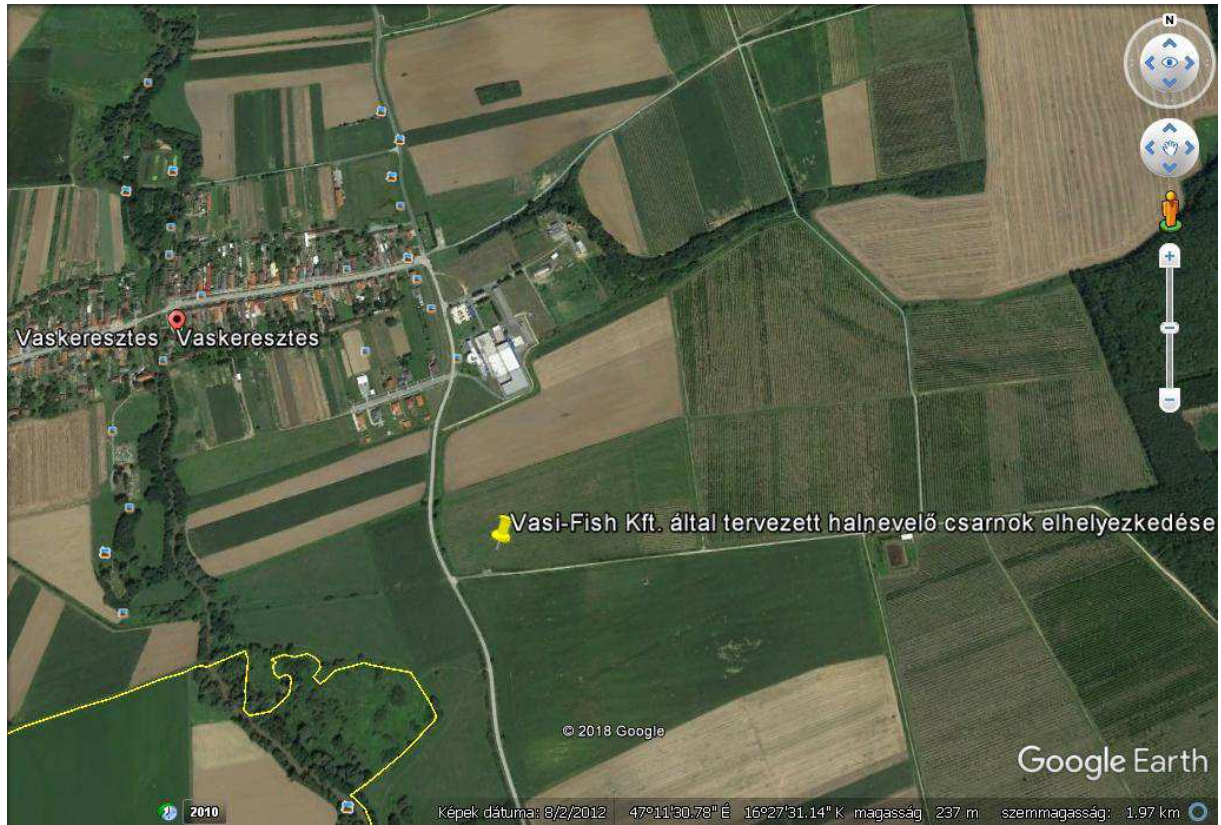 N
Vaskeresztes Vaskeresztes
Vasi-Fish Kft. által tervezett halnevelő csarnok elhelyezkedése
© 2018 Google
Google Earth
2010
Képek dátuma: 8/2/2012 47°11'30.78" É 16°27'31.14" K magasság 237 m szemmagasság: 1.97 km